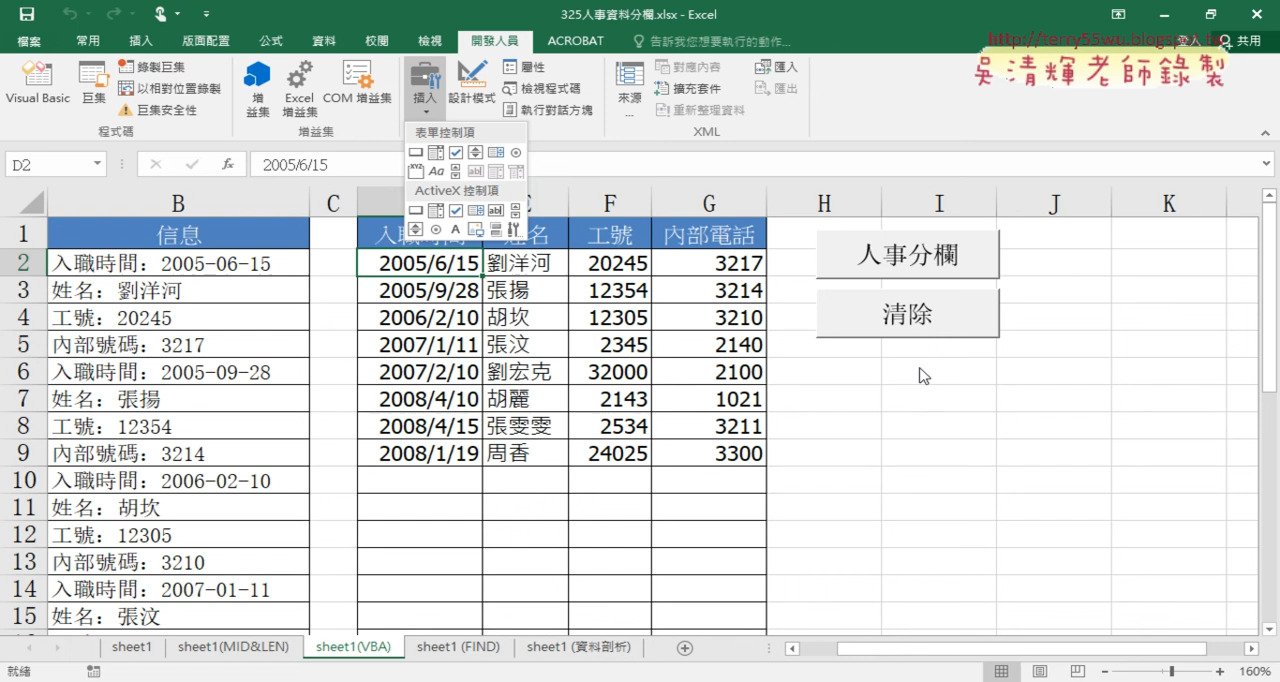 325人事資料分欄.xlsx - Excel
檔案 常用 插入 版面配置 公式 資料 校閱 檢視 開發人員 ACROBAT 告訴我您想要執行的動作... 登入 共用
http://terry55wu.blogspot.tw
吳清輝老師錄製
Visual Basic 巨集 錄製巨集 以相對位置錄製 巨集安全性
程式碼
增益集 Excel 增益集 COM 增益集
增益集
插入 設計模式 屬性 檢視程式碼 執行對話方塊
來源... 對應內容 擴充套件 重新整理資料 匯入 匯出
XML
表單控制項
ActiveX 控制項
D2 fx 2005/6/15
B C F G H I J K
1 信息 工號 內部電話
2 入職時間: 2005-06-15 2005/6/15 劉洋河 20245 3217
3 姓名: 劉洋河 2005/9/28 張揚 12354 3214
4 工號: 20245 2006/2/10 胡坎 12305 3210
5 內部號碼: 3217 2007/1/11 張汶 2345 2140
6 入職時間: 2005-09-28 2007/2/10 劉宏克 32000 2100
7 姓名: 張揚 2008/4/10 胡麗 2143 1021
8 工號: 12354 2008/4/15 張雯雯 2534 3211
9 內部號碼: 3214 2008/1/19 周香 24025 3300
10 入職時間: 2006-02-10
11 姓名: 胡坎
12 工號: 12305
13 內部號碼: 3210
14 入職時間: 2007-01-11
15 姓名: 張汶
人事分欄
清除
sheet1 sheet1(MID&LEN) sheet1(VBA) sheet1 (FIND) sheet1 (資料剖析)
就緒 160%